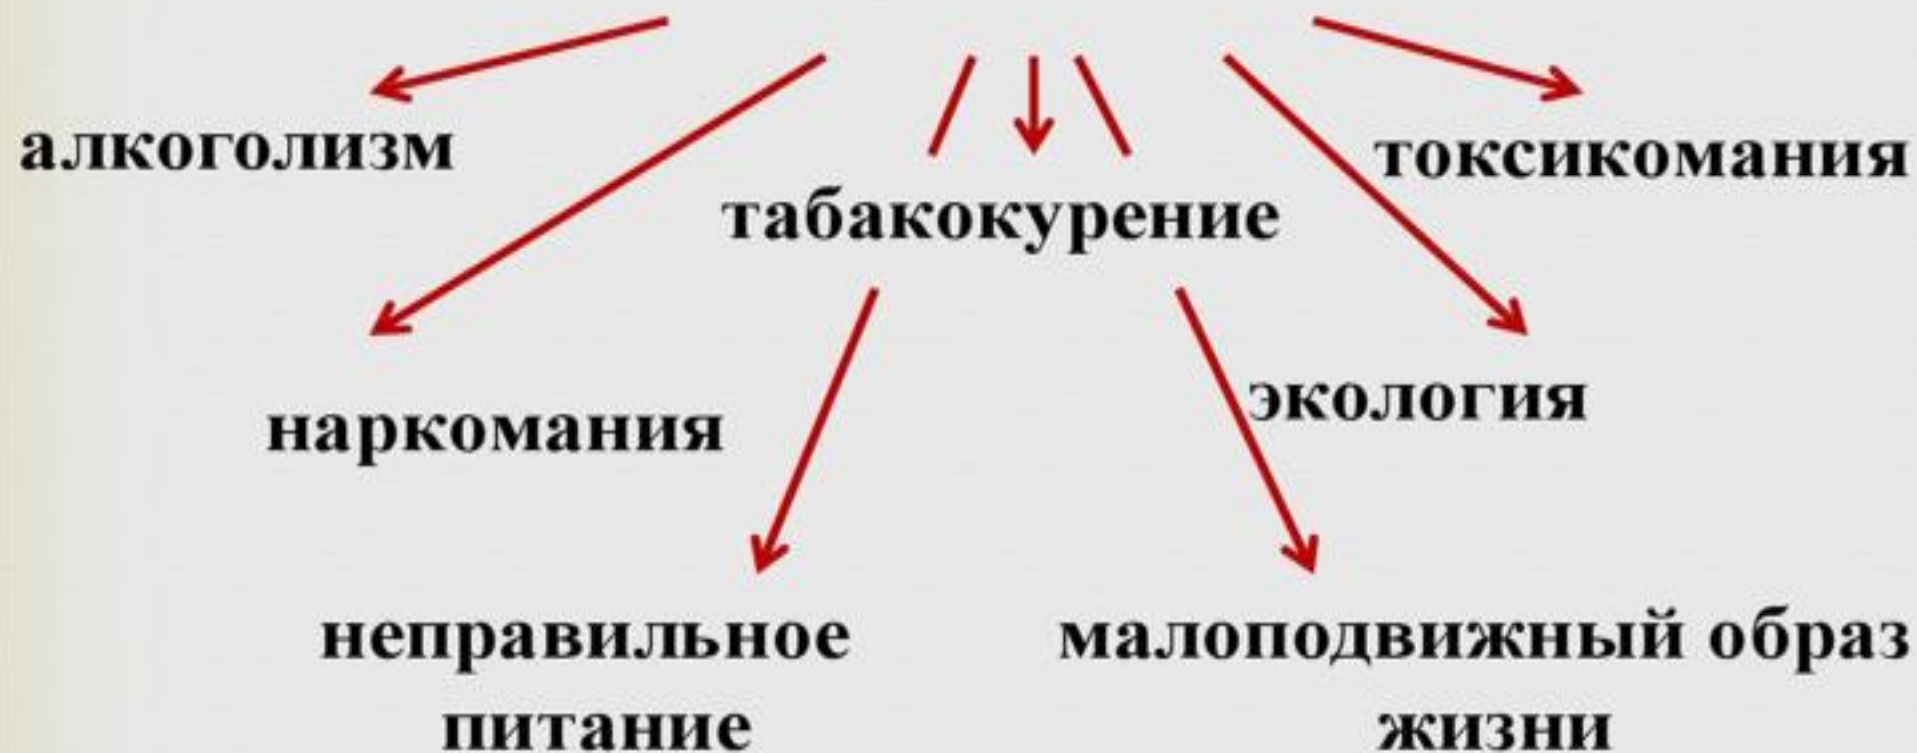 алкоголизм
токсикомания
табакокурение
экология
наркомания
неправильное
питание
малоподвижный образ
жизни